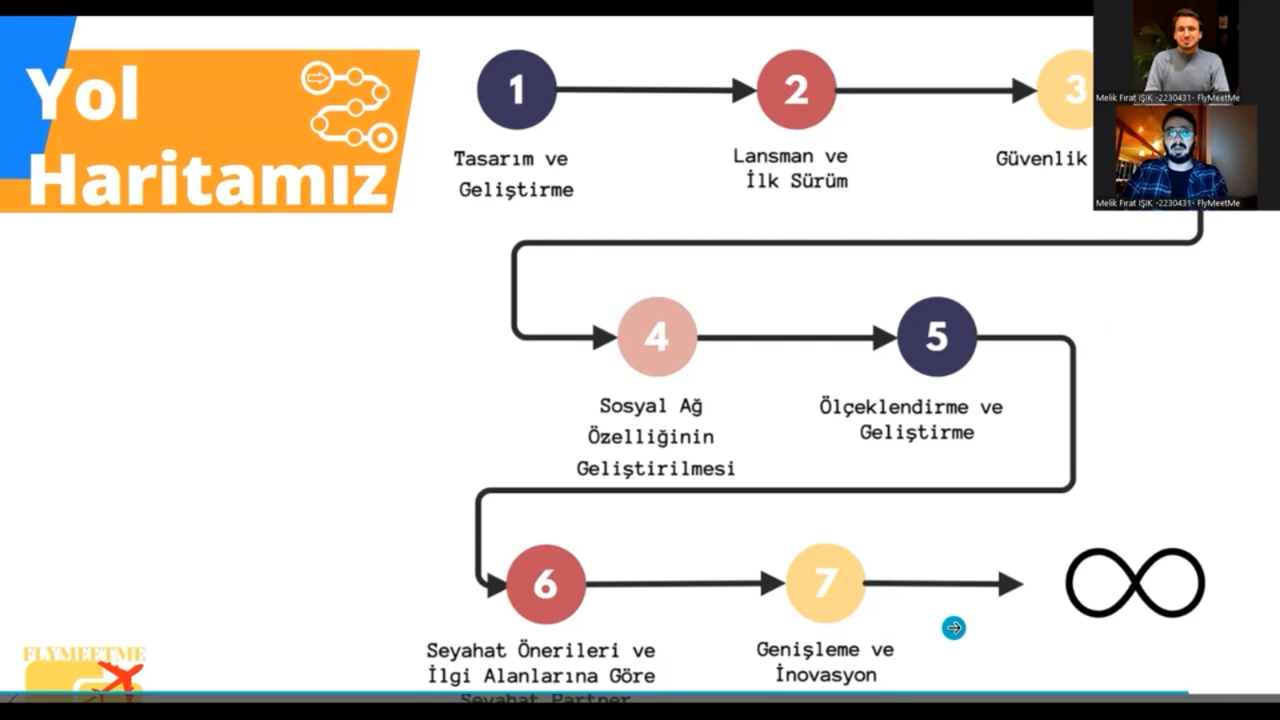 Yol
Haritamız
1
2
3
Tasarım ve
Geliştirme
Lansman ve
İlk Sürüm
Güvenlik
Melik Fırat IŞIK -2230431- FlyMeetMe
Melik Fırat IŞIK -2230431- FlyMeetMe
4
5
Sosyal Ağ
Özelliğinin
Geliştirilmesi
Ölçeklendirme ve
Geliştirme
6
7
Seyahat Önerileri ve
İlgi Alanlarına Göre
Seyahat Partner
Genişleme ve
İnovasyon
FLYMEETME